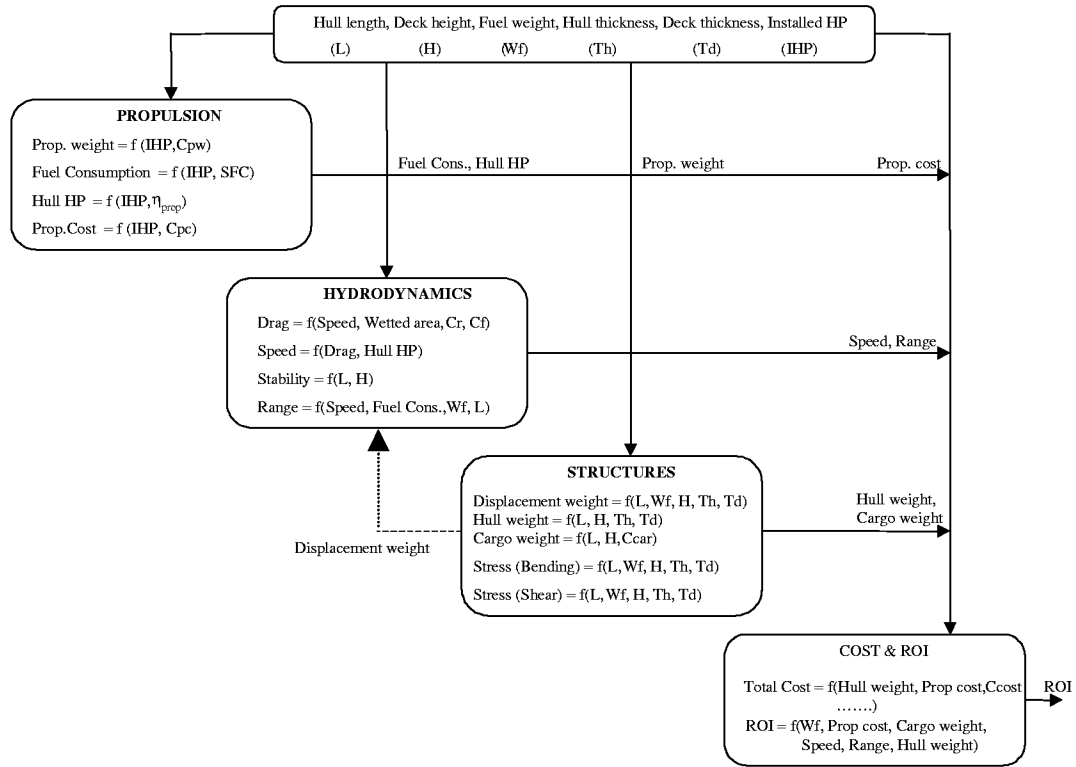 Hull length, Deck height, Fuel weight, Hull thickness, Deck thickness, Installed HP
(L) (H) (Wf) (Th) (Td) (IHP)
PROPULSION
Prop. weight = f (IHP,Cpw)
Fuel Consumption = f (IHP, SFC)
Hull HP = f (IHP,ηprop)
Prop.Cost = f (IHP, Cpc)
Fuel Cons., Hull HP
Prop. weight
Prop. cost
HYDRODYNAMICS
Drag = f(Speed, Wetted area, Cr, Cf)
Speed = f(Drag, Hull HP)
Stability = f(L, H)
Range = f(Speed, Fuel Cons.,Wf, L)
Speed, Range
STRUCTURES
Displacement weight = f(L,Wf, H, Th, Td)
Hull weight = f(L, H, Th, Td)
Cargo weight = f(L, H,Ccar)
Stress (Bending) = f(L,Wf, H, Th, Td)
Stress (Shear) = f(L,Wf, H, Th, Td)
Hull weight,
Cargo weight
Displacement weight
COST & ROI
Total Cost = f(Hull weight, Prop cost,Ccost
.......)
ROI = f(Wf, Prop cost, Cargo weight,
Speed, Range, Hull weight)
ROI